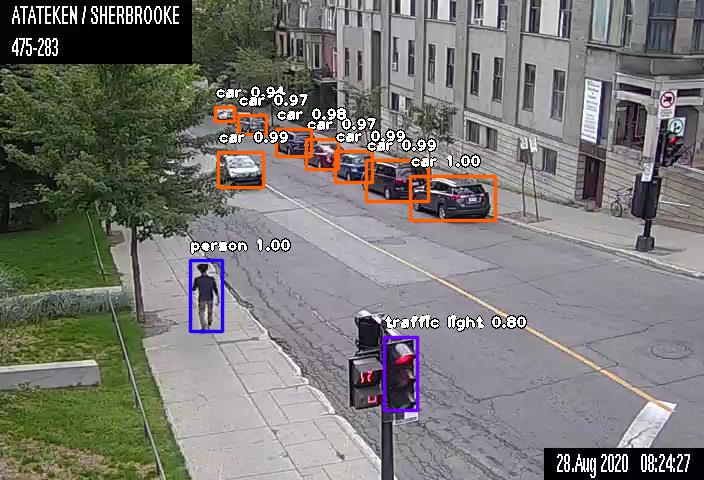 ATATEKEN / SHERBROOKE
475-283
car 0.94
car 0.97
car 0.98
car 0.99
car 0.97
car 0.99
car 0.99
car 1.00
person 1.00
traffic light 0.80
28.Aug 2020 08:24:27